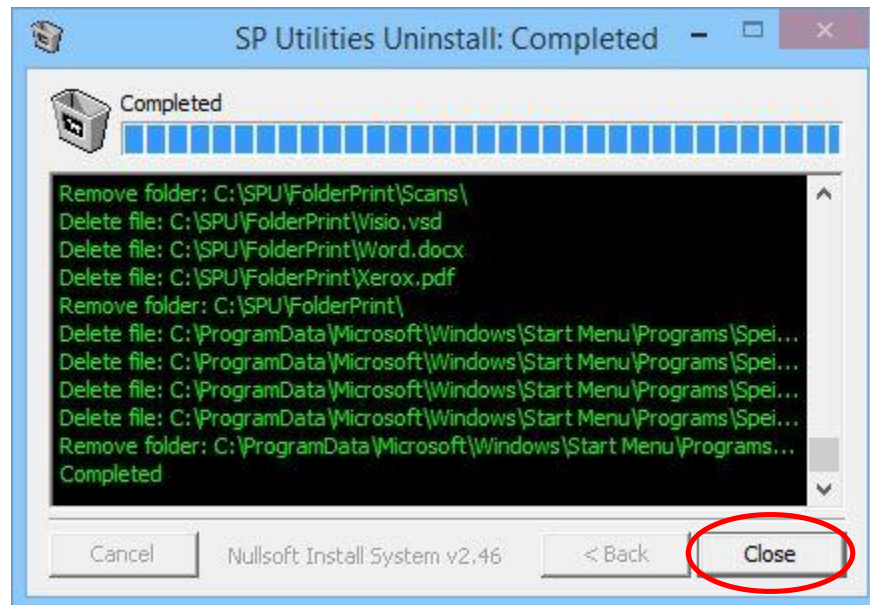 SP Utilities Uninstall: Completed
Completed
Remove folder: C:\SPU\FolderPrint\Scans\
Delete file: C:\SPU\FolderPrint\Visio.vsd
Delete file: C:\SPU\FolderPrint\Word.docx
Delete file: C:\SPU\FolderPrint\Xerox.pdf
Remove folder: C:\SPU\FolderPrint\
Delete file: C:\ProgramData\Microsoft\Windows\Start Menu\Programs\Spei...
Delete file: C:\ProgramData\Microsoft\Windows\Start Menu\Programs\Spei...
Delete file: C:\ProgramData\Microsoft\Windows\Start Menu\Programs\Spei...
Delete file: C:\ProgramData\Microsoft\Windows\Start Menu\Programs\Spei...
Remove folder: C:\ProgramData\Microsoft\Windows\Start Menu\Programs...
Completed
Cancel Nullsoft Install System v2.46 < Back Close